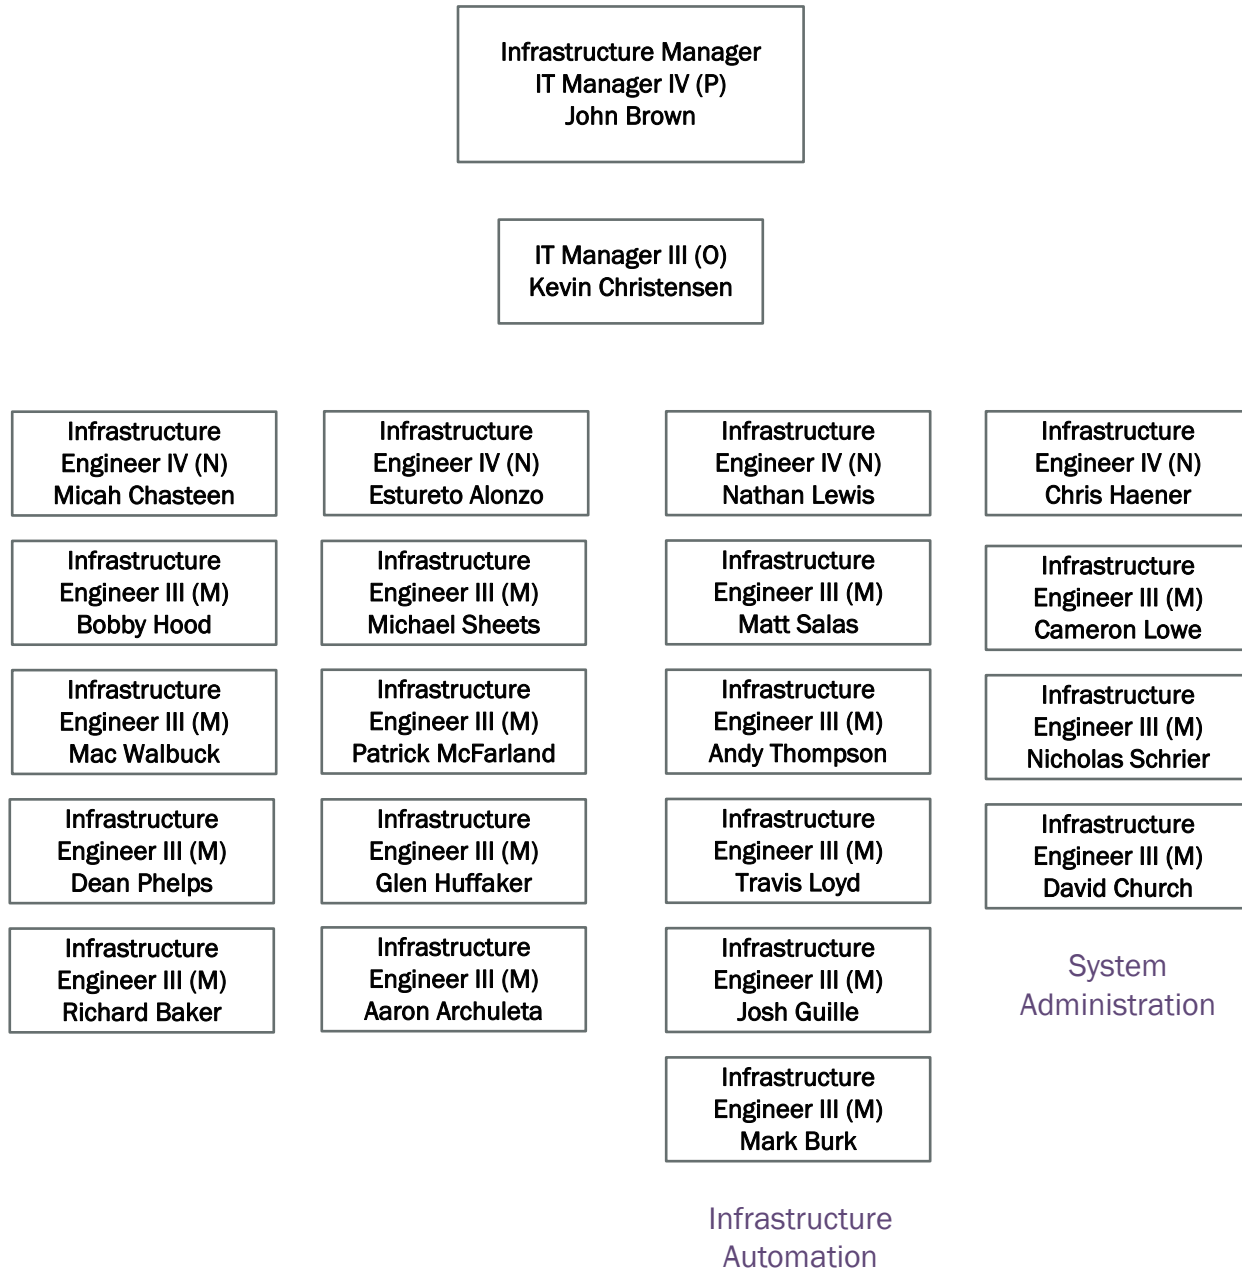 Infrastructure Manager
IT Manager IV (P)
John Brown
IT Manager III (O)
Kevin Christensen
Infrastructure
Engineer IV (N)
Micah Chasteen
Infrastructure
Engineer III (M)
Bobby Hood
Infrastructure
Engineer III (M)
Mac Walbuck
Infrastructure
Engineer III (M)
Dean Phelps
Infrastructure
Engineer III (M)
Richard Baker
Infrastructure
Engineer IV (N)
Estureto Alonzo
Infrastructure
Engineer III (M)
Michael Sheets
Infrastructure
Engineer III (M)
Patrick McFarland
Infrastructure
Engineer III (M)
Glen Huffaker
Infrastructure
Engineer III (M)
Aaron Archuleta
Infrastructure
Engineer IV (N)
Nathan Lewis
Infrastructure
Engineer III (M)
Matt Salas
Infrastructure
Engineer III (M)
Andy Thompson
Infrastructure
Engineer III (M)
Travis Loyd
Infrastructure
Engineer III (M)
Josh Guille
Infrastructure
Engineer III (M)
Mark Burk
Infrastructure
Automation
Infrastructure
Engineer IV (N)
Chris Haener
Infrastructure
Engineer III (M)
Cameron Lowe
Infrastructure
Engineer III (M)
Nicholas Schrier
Infrastructure
Engineer III (M)
David Church
System
Administration